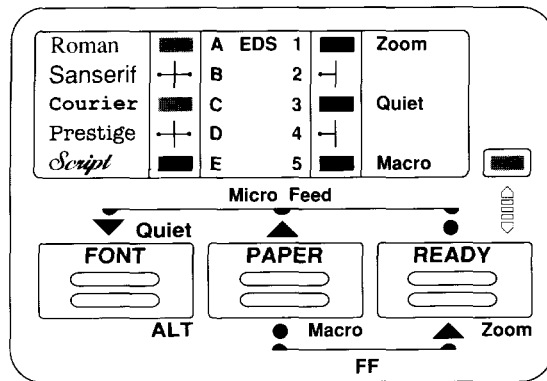 Roman A EDS 1 Zoom
Sanserif B 2
Courier C 3 Quiet
Prestige D 4
Script E 5 Macro
Micro Feed
Quiet
FONT PAPER READY
ALT Macro Zoom
FF